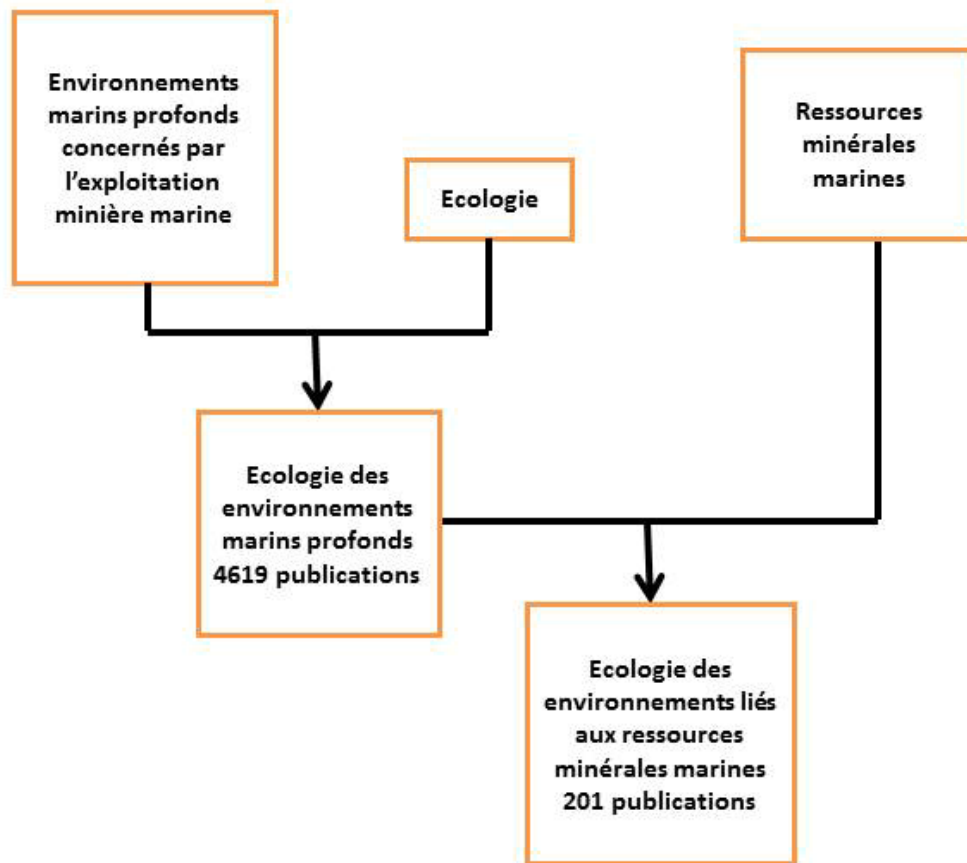 Environnements
marins profonds
concernés par
l'exploitation
minière marine
Ecologie
Ressources
minérales
marines
Ecologie des
environnements
marins profonds
4619 publications
Ecologie des
environnements liés
aux ressources
minérales marines
201 publications